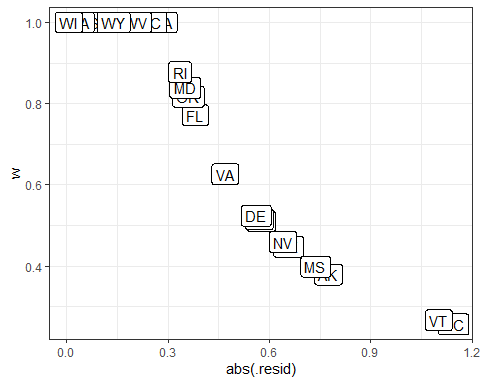 1.0
0.8
0.6
0.4
w
WI
WY
RI
MD
FL
VA
DE
NV
MS
AK
VT
0.0
0.3
0.6
0.9
1.2
abs(.resid)